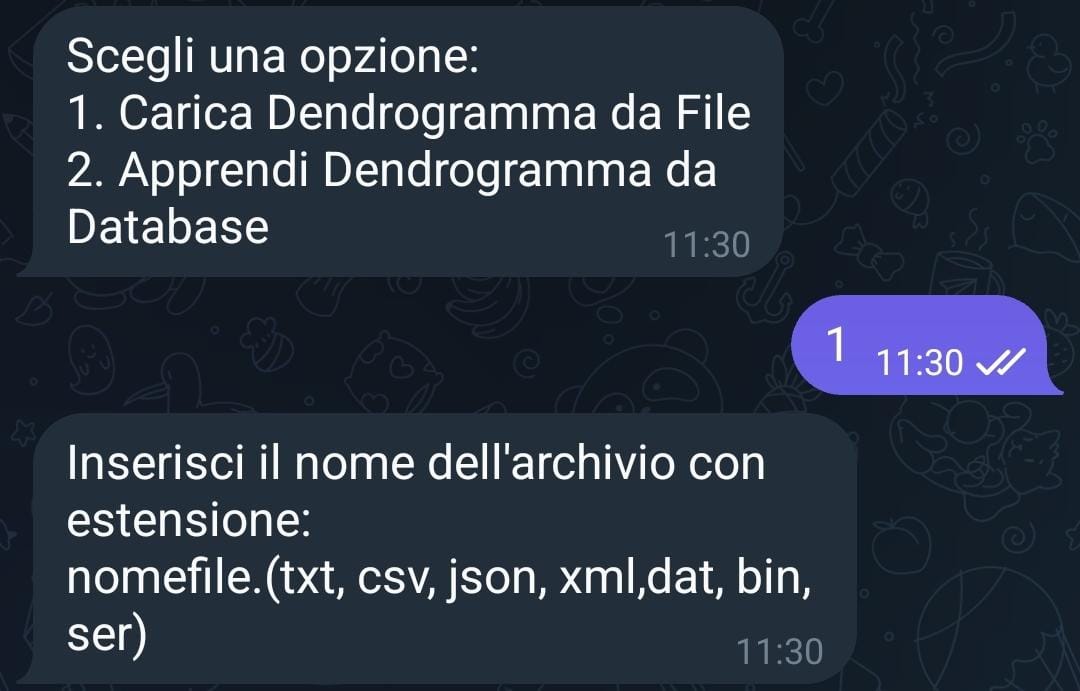 Scegli una opzione:
1. Carica Dendrogramma da File
2. Apprendi Dendrogramma da
Database
11:30
1
11:30
Inserisci il nome dell'archivio con
estensione:
nomefile.(txt, csv, json, xml,dat, bin,
ser)
11:30